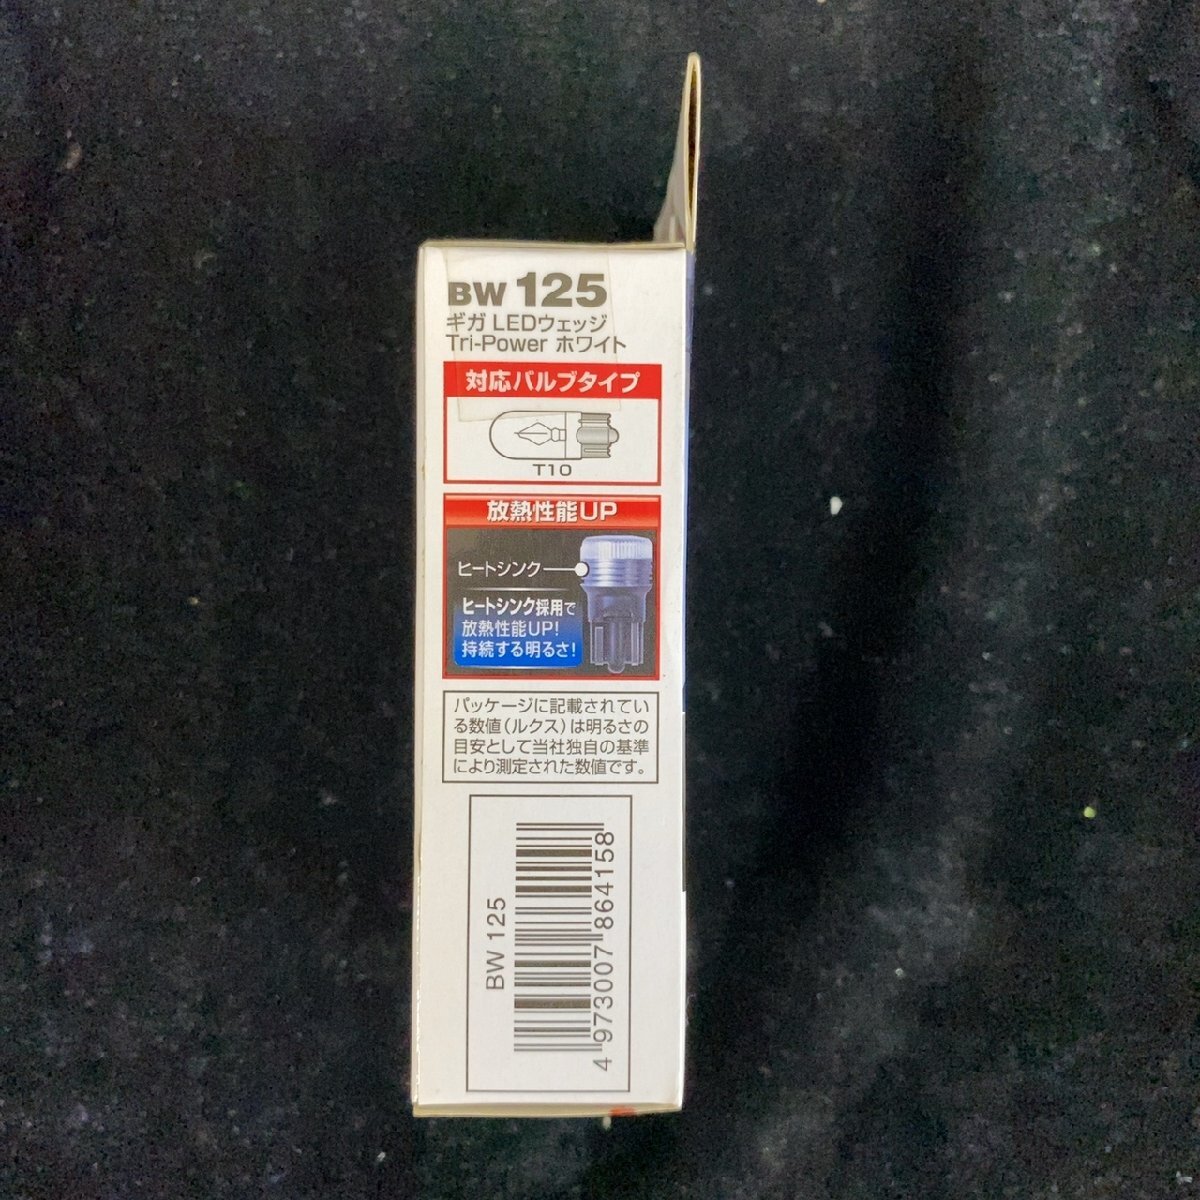 BW 125
ギガ LEDウェッジ
Tri-Power ホワイト
対応バルブタイプ
T10
放熱性能UP
ヒートシンク
ヒートシンク採用で
放熱性能UP!
持続する明るさ!
パッケージに記載されてい
る数値(ルクス)は明るさの
目安として当社独自の基準
により測定された数値です。
BW 125
4 973007 864158